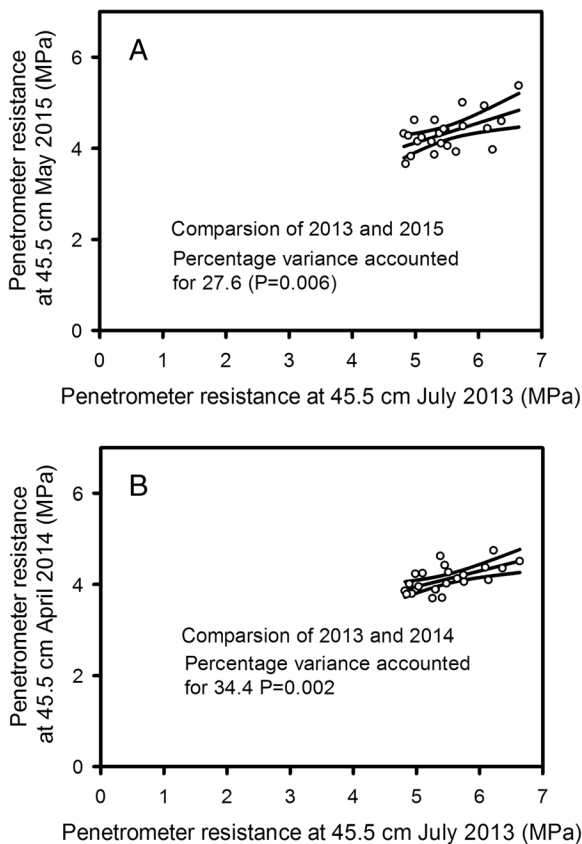 A
6
4
2
0
Penetrometer resistance
at 45.5 cm May 2015 (MPa)
Comparsion of 2013 and 2015
Percentage variance accounted
for 27.6 (P=0.006)
0 1 2 3 4 5 6 7
Penetrometer resistance at 45.5 cm July 2013 (MPa)
B
6
4
2
0
Penetrometer resistance
at 45.5 cm April 2014 (MPa)
Comparsion of 2013 and 2014
Percentage variance accounted
for 34.4 P=0.002
0 1 2 3 4 5 6 7
Penetrometer resistance at 45.5 cm July 2013 (MPa)